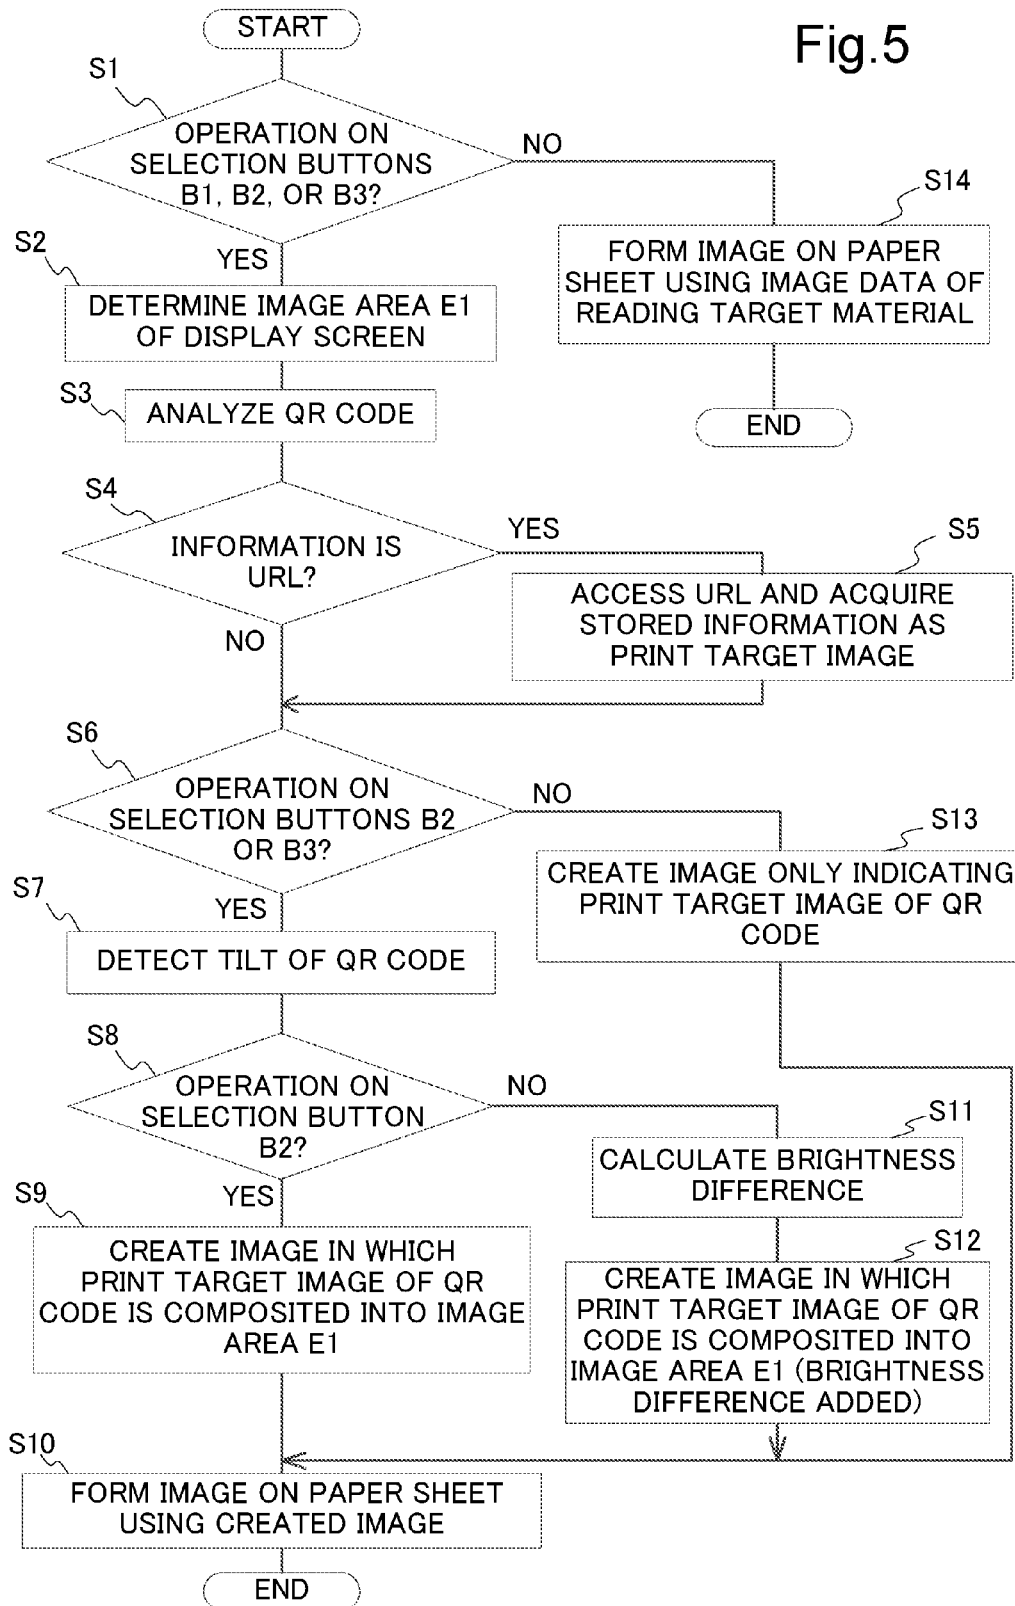 START
Fig.5
S1
OPERATION ON
SELECTION BUTTONS
B1, B2, OR B3?
NO
YES
S14
FORM IMAGE ON PAPER
SHEET USING IMAGE DATA OF
READING TARGET MATERIAL
END
S2
DETERMINE IMAGE AREA E1
OF DISPLAY SCREEN
S3
ANALYZE QR CODE
S4
INFORMATION IS
URL?
YES
NO
S5
ACCESS URL AND ACQUIRE
STORED INFORMATION AS
PRINT TARGET IMAGE
S6
OPERATION ON
SELECTION BUTTONS B2
OR B3?
NO
YES
S13
CREATE IMAGE ONLY INDICATING
PRINT TARGET IMAGE OF QR
CODE
S7
DETECT TILT OF QR CODE
S8
OPERATION ON
SELECTION BUTTON
B2?
NO
YES
S11
CALCULATE BRIGHTNESS
DIFFERENCE
S9
CREATE IMAGE IN WHICH
PRINT TARGET IMAGE OF QR
CODE IS COMPOSITED INTO IMAGE
AREA E1
S12
CREATE IMAGE IN WHICH
PRINT TARGET IMAGE OF QR
CODE IS COMPOSITED INTO
IMAGE AREA E1 (BRIGHTNESS
DIFFERENCE ADDED)
S10
FORM IMAGE ON PAPER SHEET
USING CREATED IMAGE
END